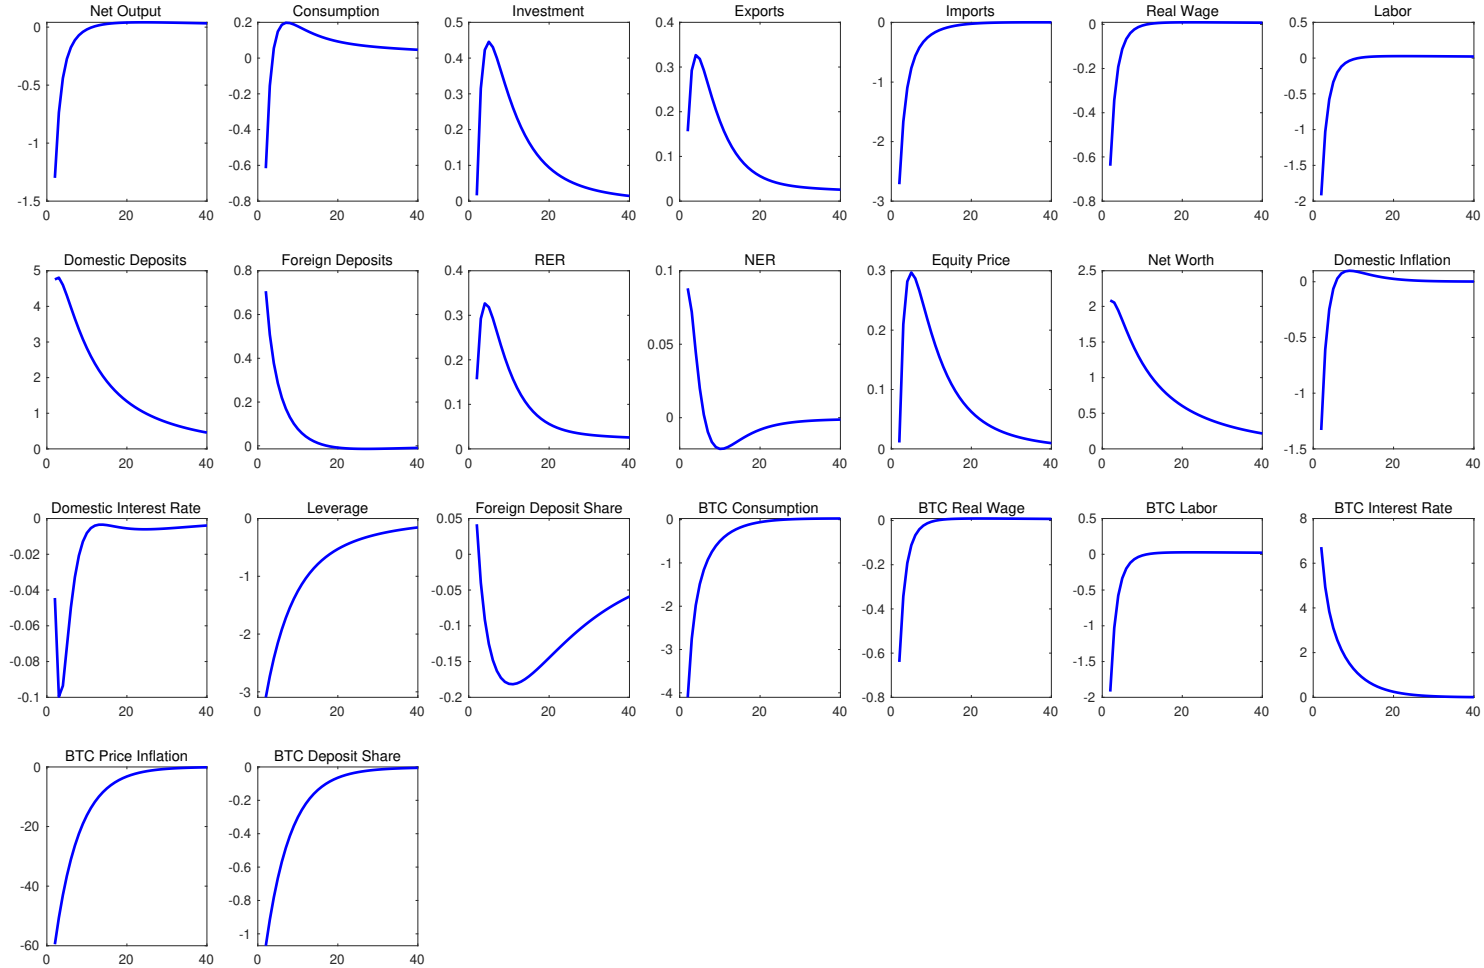 Net Output
0
-0.5
-1
-1.5
0 20 40
Consumption
0.2
0
-0.2
-0.4
-0.6
-0.8
0 20 40
Investment
0.5
0.4
0.3
0.2
0.1
0
0 20 40
Exports
0.4
0.3
0.2
0.1
0
0 20 40
Imports
0
-1
-2
-3
0 20 40
Real Wage
0
-0.2
-0.4
-0.6
-0.8
0 20 40
Labor
0.5
0
-0.5
-1
-1.5
-2
0 20 40
Domestic Deposits
5
4
3
2
1
0
0 20 40
Foreign Deposits
0.8
0.6
0.4
0.2
0
0 20 40
RER
0.4
0.3
0.2
0.1
0
0 20 40
NER
0.1
0.05
0
0 20 40
Equity Price
0.3
0.2
0.1
0
0 20 40
Net Worth
2.5
2
1.5
1
0.5
0
0 20 40
Domestic Inflation
0
-0.5
-1
-1.5
0 20 40
Domestic Interest Rate
0
-0.02
-0.04
-0.06
-0.08
-0.1
0 20 40
Leverage
0
-1
-2
-3
0 20 40
Foreign Deposit Share
0.05
0
-0.05
-0.1
-0.15
-0.2
0 20 40
BTC Consumption
0
-1
-2
-3
-4
0 20 40
BTC Real Wage
0
-0.2
-0.4
-0.6
-0.8
0 20 40
BTC Labor
0.5
0
-0.5
-1
-1.5
-2
0 20 40
BTC Interest Rate
8
6
4
2
0
0 20 40
BTC Price Inflation
0
-20
-40
-60
0 20 40
BTC Deposit Share
0
-0.2
-0.4
-0.6
-0.8
-1
0 20 40